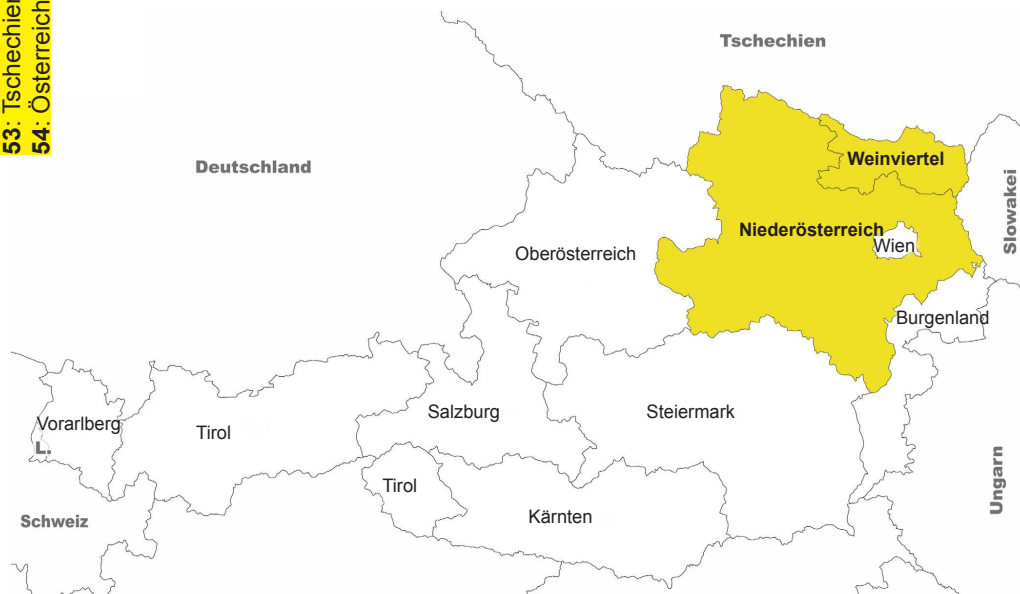 53: Tschechien
54: Österreich
Tschechien
Deutschland
Weinviertel
Slowakei
Niederösterreich
Wien
Oberösterreich
Burgenland
Vorarlberg
L.
Tirol
Salzburg
Steiermark
Tirol
Kärnten
Schweiz
Ungarn